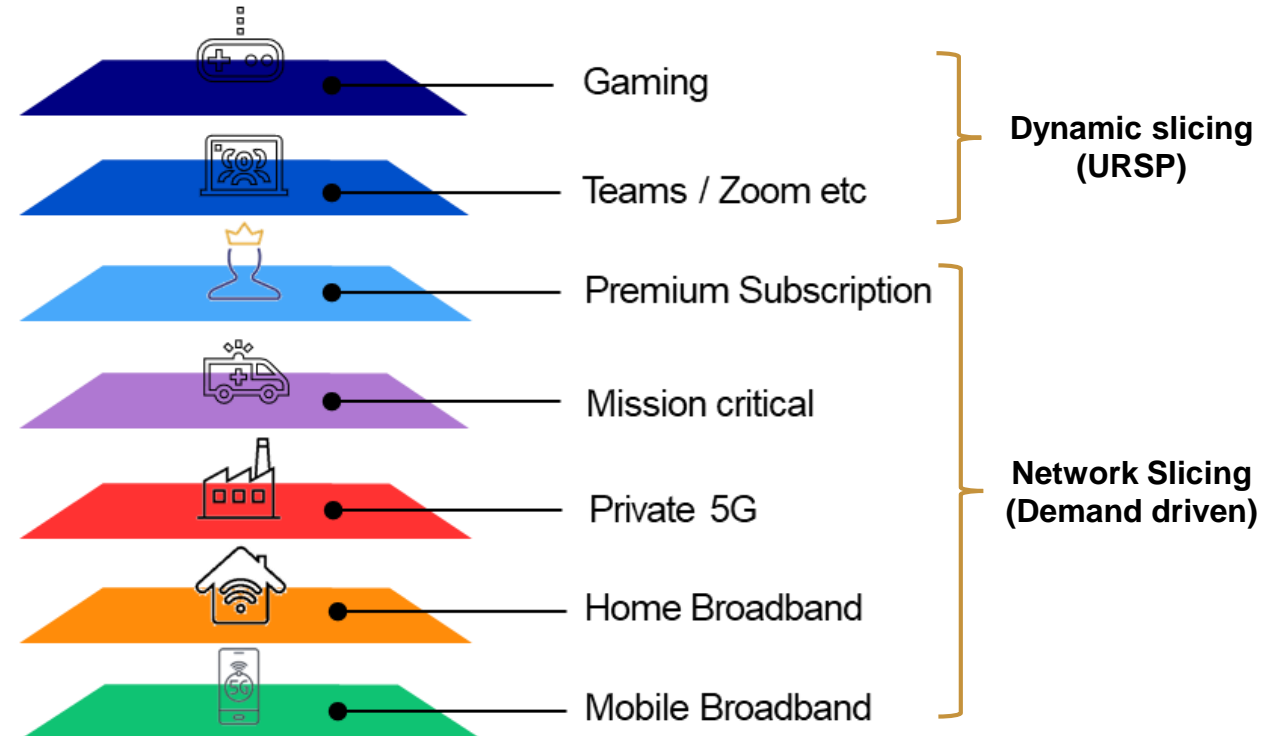 Gaming
Teams / Zoom etc
Dynamic slicing
(URSP)
Premium Subscription
Mission critical
Private 5G
Home Broadband
Mobile Broadband
Network Slicing
(Demand driven)
5G